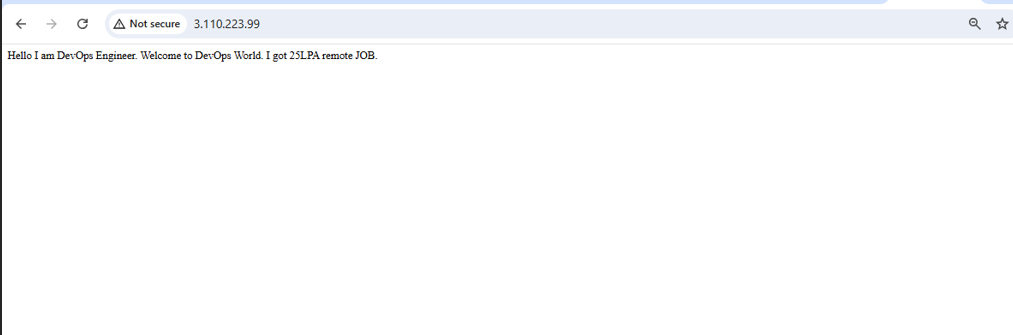 Not secure 3.110.223.99
Hello I am DevOps Engineer. Welcome to DevOps World. I got 25LPA remote JOB.